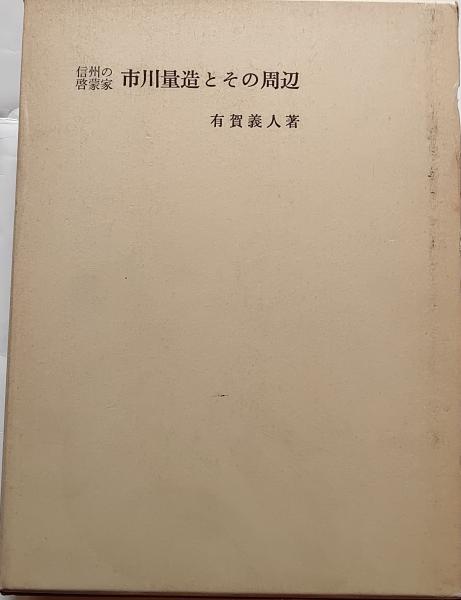 信州の
啓蒙家 市川量造とその周辺
有賀義人著